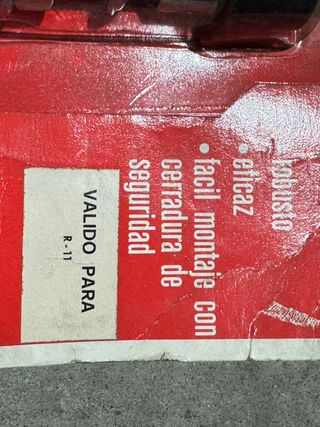 • robusto
• eficaz
• facil montaje con
cerradura de
seguridad
VALIDO PARA
R-11